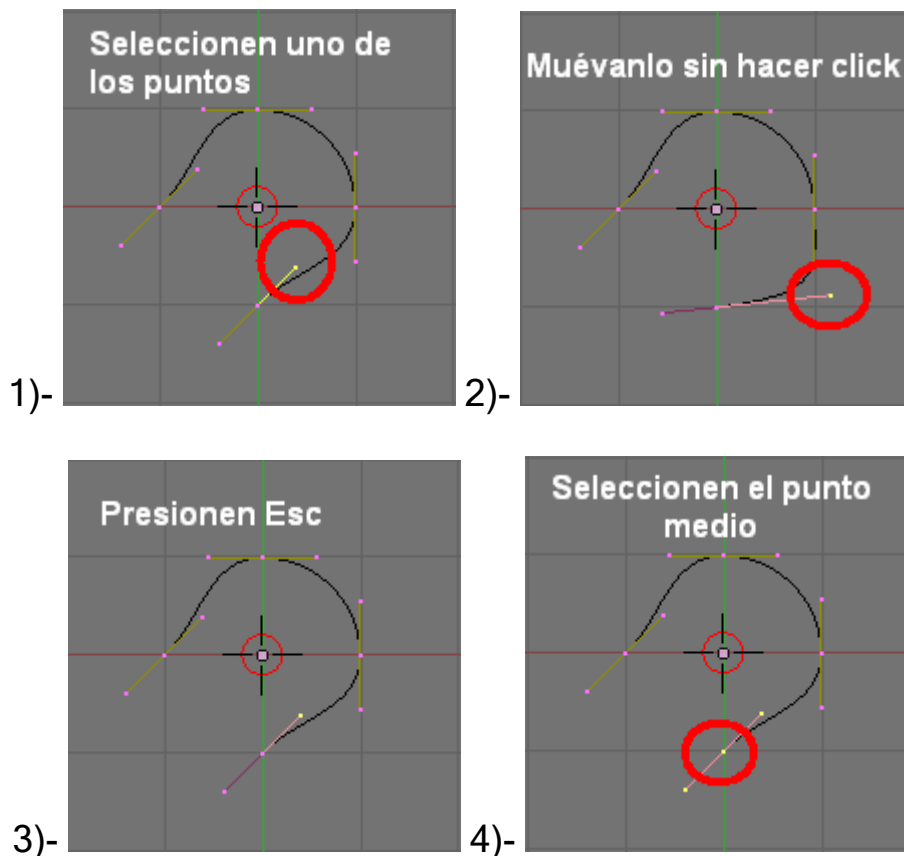 Seleccionen uno de
los puntos
1)-
Muévanlo sin hacer click
2)-
Presionen Esc
3)-
Seleccionen el punto
medio
4)-